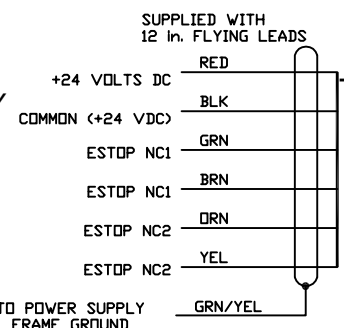 SUPPLIED WITH
12 in. FLYING LEADS
+24 VOLTS DC RED
COMMON (+24 VDC) BLK
ESTOP NC1 GRN
ESTOP NC1 BRN
ESTOP NC2 ORN
ESTOP NC2 YEL
TO POWER SUPPLY GRN/YEL
FRAME GROUND